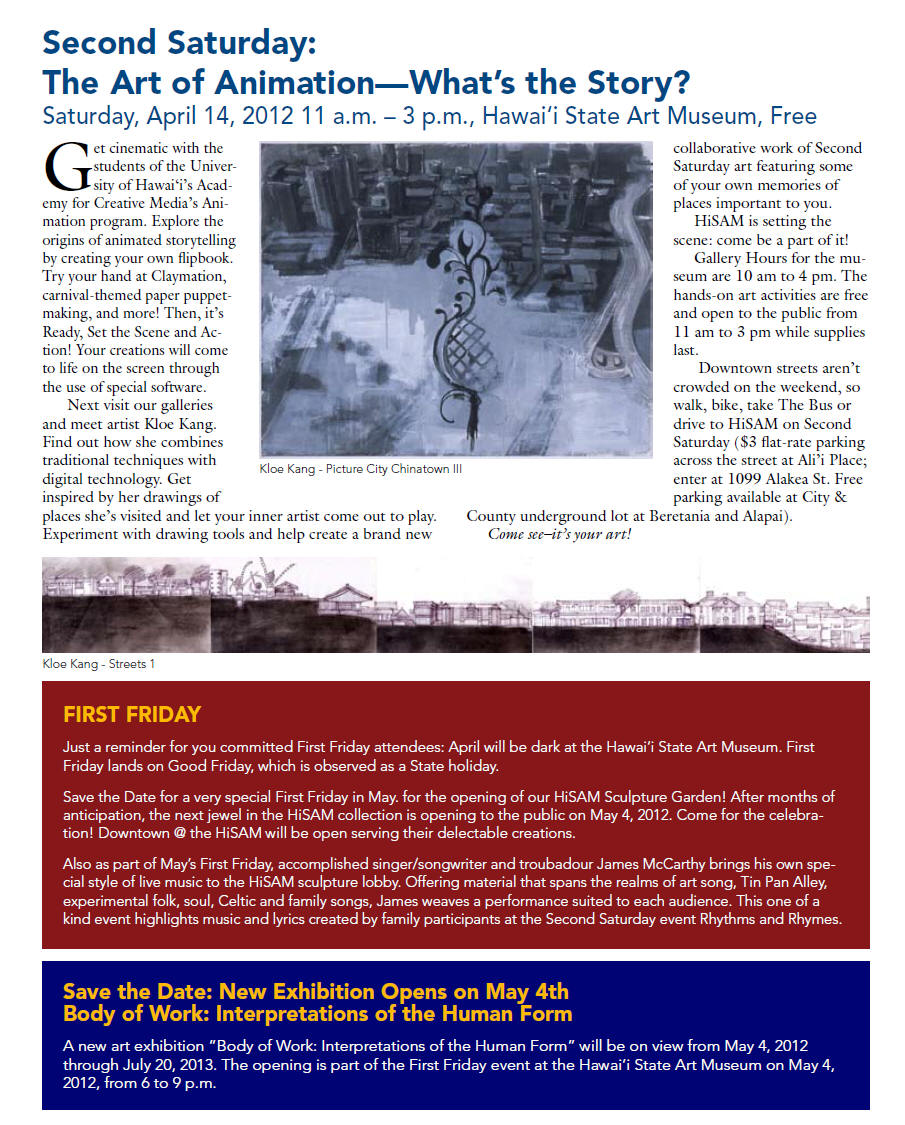 Second Saturday:
The Art of Animation—What's the Story?
Saturday, April 14, 2012 11 a.m. – 3 p.m., Hawai‘i State Art Museum, Free
Get cinematic with the
students of the Univer-
sity of Hawai‘i's Acad-
emy for Creative Media's Ani-
mation program. Explore the
origins of animated storytelling
by creating your own flipbook.
Try your hand at Claymation,
carnival-themed paper puppet-
making, and more! Then, it's
Ready, Set the Scene and Ac-
tion! Your creations will come
to life on the screen through
the use of special software.
Next visit our galleries
and meet artist Kloe Kang.
Find out how she combines
traditional techniques with
digital technology. Get
inspired by her drawings of
places she's visited and let your inner artist come out to play.
Experiment with drawing tools and help create a brand new
Kloe Kang - Picture City Chinatown III
collaborative work of Second
Saturday art featuring some
of your own memories of
places important to you.
HiSAM is setting the
scene: come be a part of it!
Gallery Hours for the mu-
seum are 10 am to 4 pm. The
hands-on art activities are free
and open to the public from
11 am to 3 pm while supplies
last.
Downtown streets aren't
crowded on the weekend, so
walk, bike, take The Bus or
drive to HiSAM on Second
Saturday ($3 flat-rate parking
across the street at Ali'i Place;
enter at 1099 Alakea St. Free
parking available at City &
County underground lot at Beretania and Alapai).
Come see–it's your art!
Kloe Kang - Streets 1
FIRST FRIDAY
Just a reminder for you committed First Friday attendees: April will be dark at the Hawai‘i State Art Museum. First
Friday lands on Good Friday, which is observed as a State holiday.
Save the Date for a very special First Friday in May. for the opening of our HiSAM Sculpture Garden! After months of
anticipation, the next jewel in the HiSAM collection is opening to the public on May 4, 2012. Come for the celebra-
tion! Downtown @ the HiSAM will be open serving their delectable creations.
Also as part of May's First Friday, accomplished singer/songwriter and troubadour James McCarthy brings his own spe-
cial style of live music to the HiSAM sculpture lobby. Offering material that spans the realms of art song, Tin Pan Alley,
experimental folk, soul, Celtic and family songs, James weaves a performance suited to each audience. This one of a
kind event highlights music and lyrics created by family participants at the Second Saturday event Rhythms and Rhymes.
Save the Date: New Exhibition Opens on May 4th
Body of Work: Interpretations of the Human Form
A new art exhibition "Body of Work: Interpretations of the Human Form" will be on view from May 4, 2012
through July 20, 2013. The opening is part of the First Friday event at the Hawai‘i State Art Museum on May 4,
2012, from 6 to 9 p.m.